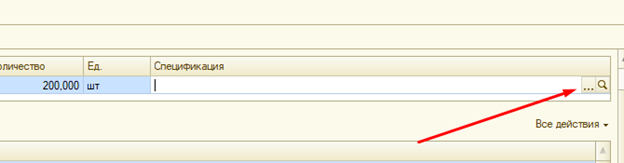 оличество Ед. Спецификация
200,000 шт ...
Все действия